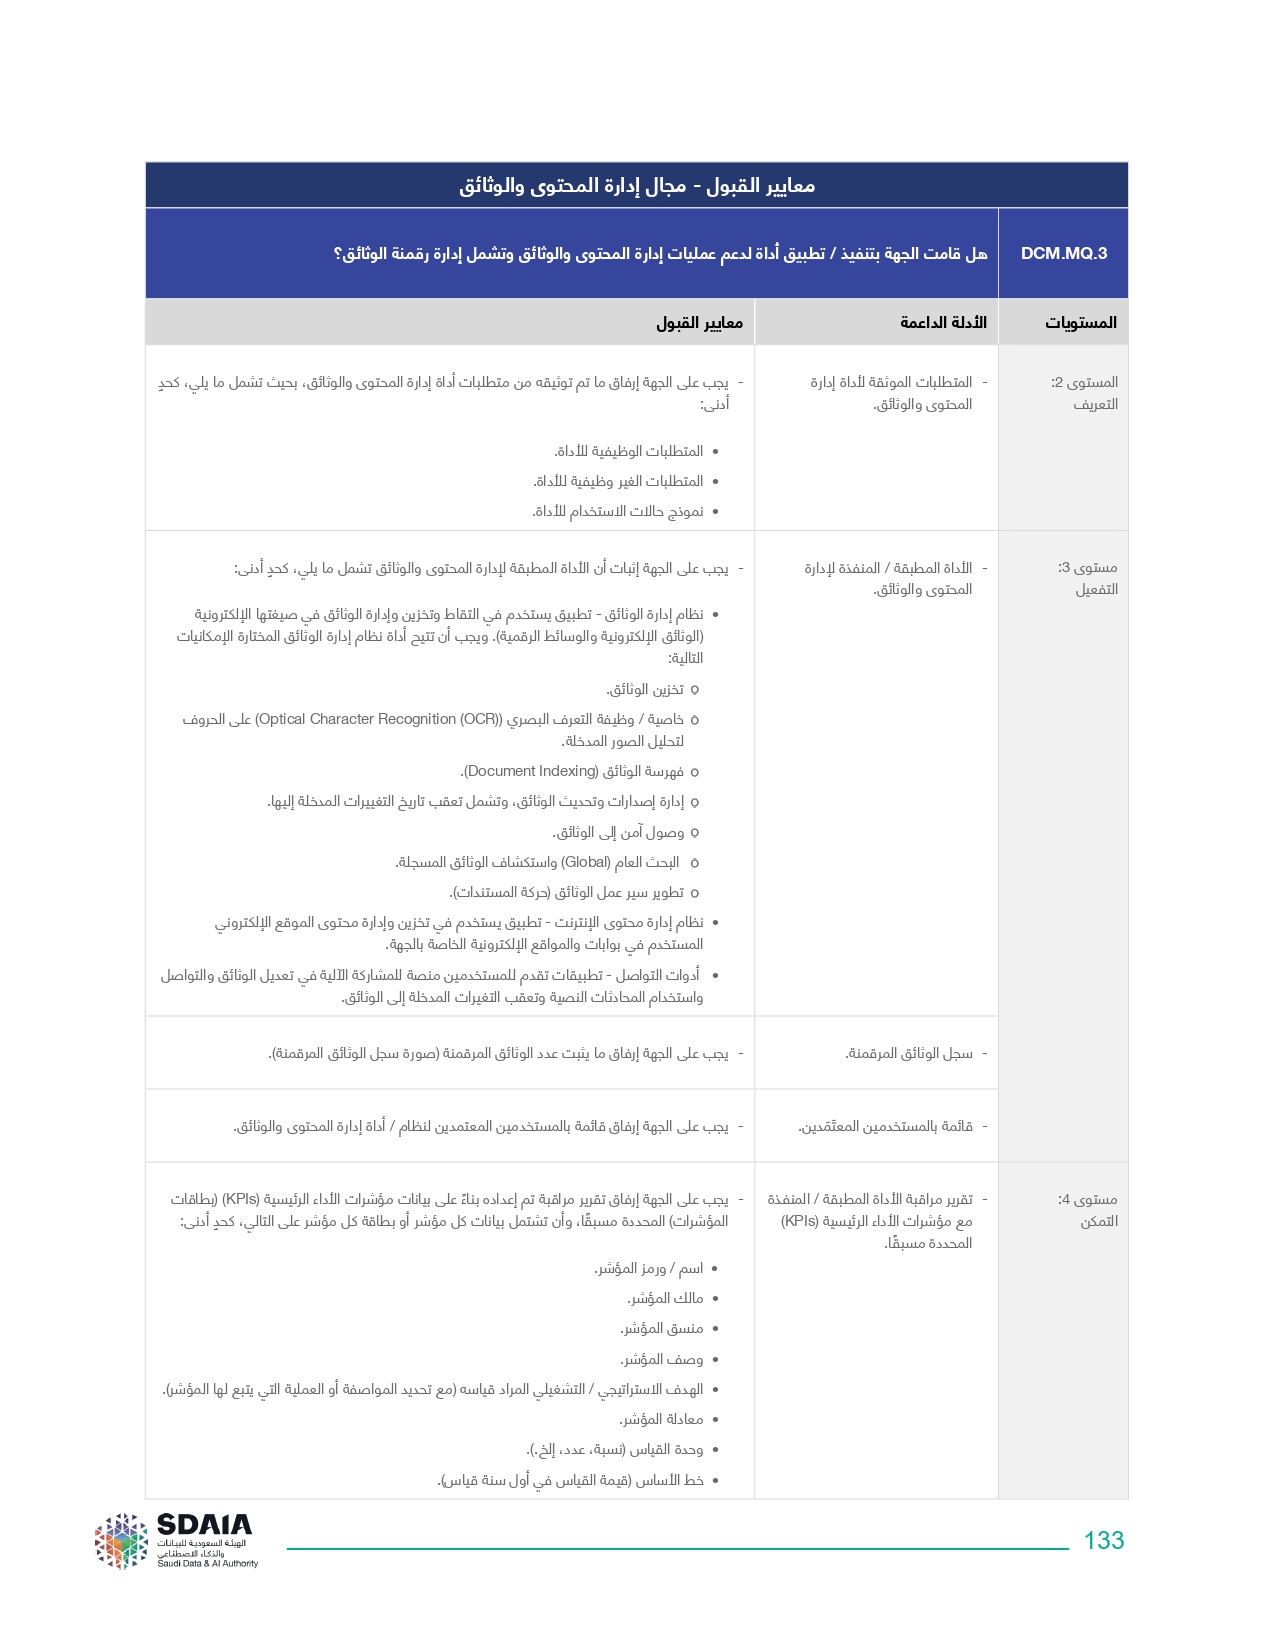 معايير القبول - مجال إدارة المحتوى والوثائق
DCM.MQ.3
هل قامت الجهة بتنفيذ / تطبيق أداة لدعم عمليات إدارة المحتوى والوثائق وتشمل إدارة رقمنة الوثائق؟
المستويات
الأدلة الداعمة
معايير القبول
المستوى 2:
التعريف
- المتطلبات الموثقة لأداة إدارة
المحتوى والوثائق.
- يجب على الجهة إرفاق ما تم توثيقه من متطلبات أداة إدارة المحتوى والوثائق، بحيث تشمل ما يلي، كحدٍ
أدنى:
• المتطلبات الوظيفية للأداة.
• المتطلبات الغير وظيفية للأداة.
• نموذج حالات الاستخدام للأداة.
مستوى 3:
التفعيل
- الأداة المطبقة / المنفذة لإدارة
المحتوى والوثائق.
- يجب على الجهة إثبات أن الأداة المطبقة لإدارة المحتوى والوثائق تشمل ما يلي، كحدٍ أدنى:
• نظام إدارة الوثائق - تطبيق يستخدم في التقاط وتخزين وإدارة الوثائق في صيغتها الإلكترونية
(الوثائق الإلكترونية والوسائط الرقمية). ويجب أن تتيح أداة نظام إدارة الوثائق المختارة الإمكانيات
التالية:
o تخزين الوثائق.
o خاصية / وظيفة التعرف البصري (Optical Character Recognition (OCR)) على الحروف
لتحليل الصور المدخلة.
o فهرسة الوثائق (Document Indexing).
o إدارة إصدارات وتحديث الوثائق، وتشمل تعقب تاريخ التغييرات المدخلة إليها.
o وصول آمن إلى الوثائق.
o البحث العام (Global) واستكشاف الوثائق المسجلة.
o تطوير سير عمل الوثائق (حركة المستندات).
• نظام إدارة محتوى الإنترنت - تطبيق يستخدم في تخزين وإدارة محتوى الموقع الإلكتروني
المستخدم في بوابات والمواقع الإلكترونية الخاصة بالجهة.
• أدوات التواصل - تطبيقات تقدم للمستخدمين منصة للمشاركة الآلية في تعديل الوثائق والتواصل
واستخدام المحادثات النصية وتعقب التغيرات المدخلة إلى الوثائق.
- سجل الوثائق المرقمنة.
- يجب على الجهة إرفاق ما يثبت عدد الوثائق المرقمنة (صورة سجل الوثائق المرقمنة).
- قائمة بالمستخدمين المعتَمَدين.
- يجب على الجهة إرفاق قائمة بالمستخدمين المعتمدين لنظام / أداة إدارة المحتوى والوثائق.
مستوى 4:
التمكن
- تقرير مراقبة الأداة المطبقة / المنفذة
مع مؤشرات الأداء الرئيسية (KPIs)
المحددة مسبقًا.
- يجب على الجهة إرفاق تقرير مراقبة تم إعداده بناءً على بيانات مؤشرات الأداء الرئيسية (KPIs) (بطاقات
المؤشرات) المحددة مسبقًا، وأن تشتمل بيانات كل مؤشر أو بطاقة كل مؤشر على التالي، كحدٍ أدنى:
• اسم / ورمز المؤشر.
• مالك المؤشر.
• منسق المؤشر.
• وصف المؤشر.
• الهدف الاستراتيجي / التشغيلي المراد قياسه (مع تحديد المواصفة أو العملية التي يتبع لها المؤشر).
• معادلة المؤشر.
• وحدة القياس (نسبة، عدد، إلخ.).
• خط الأساس (قيمة القياس في أول سنة قياس).
SDAIA
الهيئة السعودية للبيانات
والذكاء الاصطناعي
Saudi Data & AI Authority
133